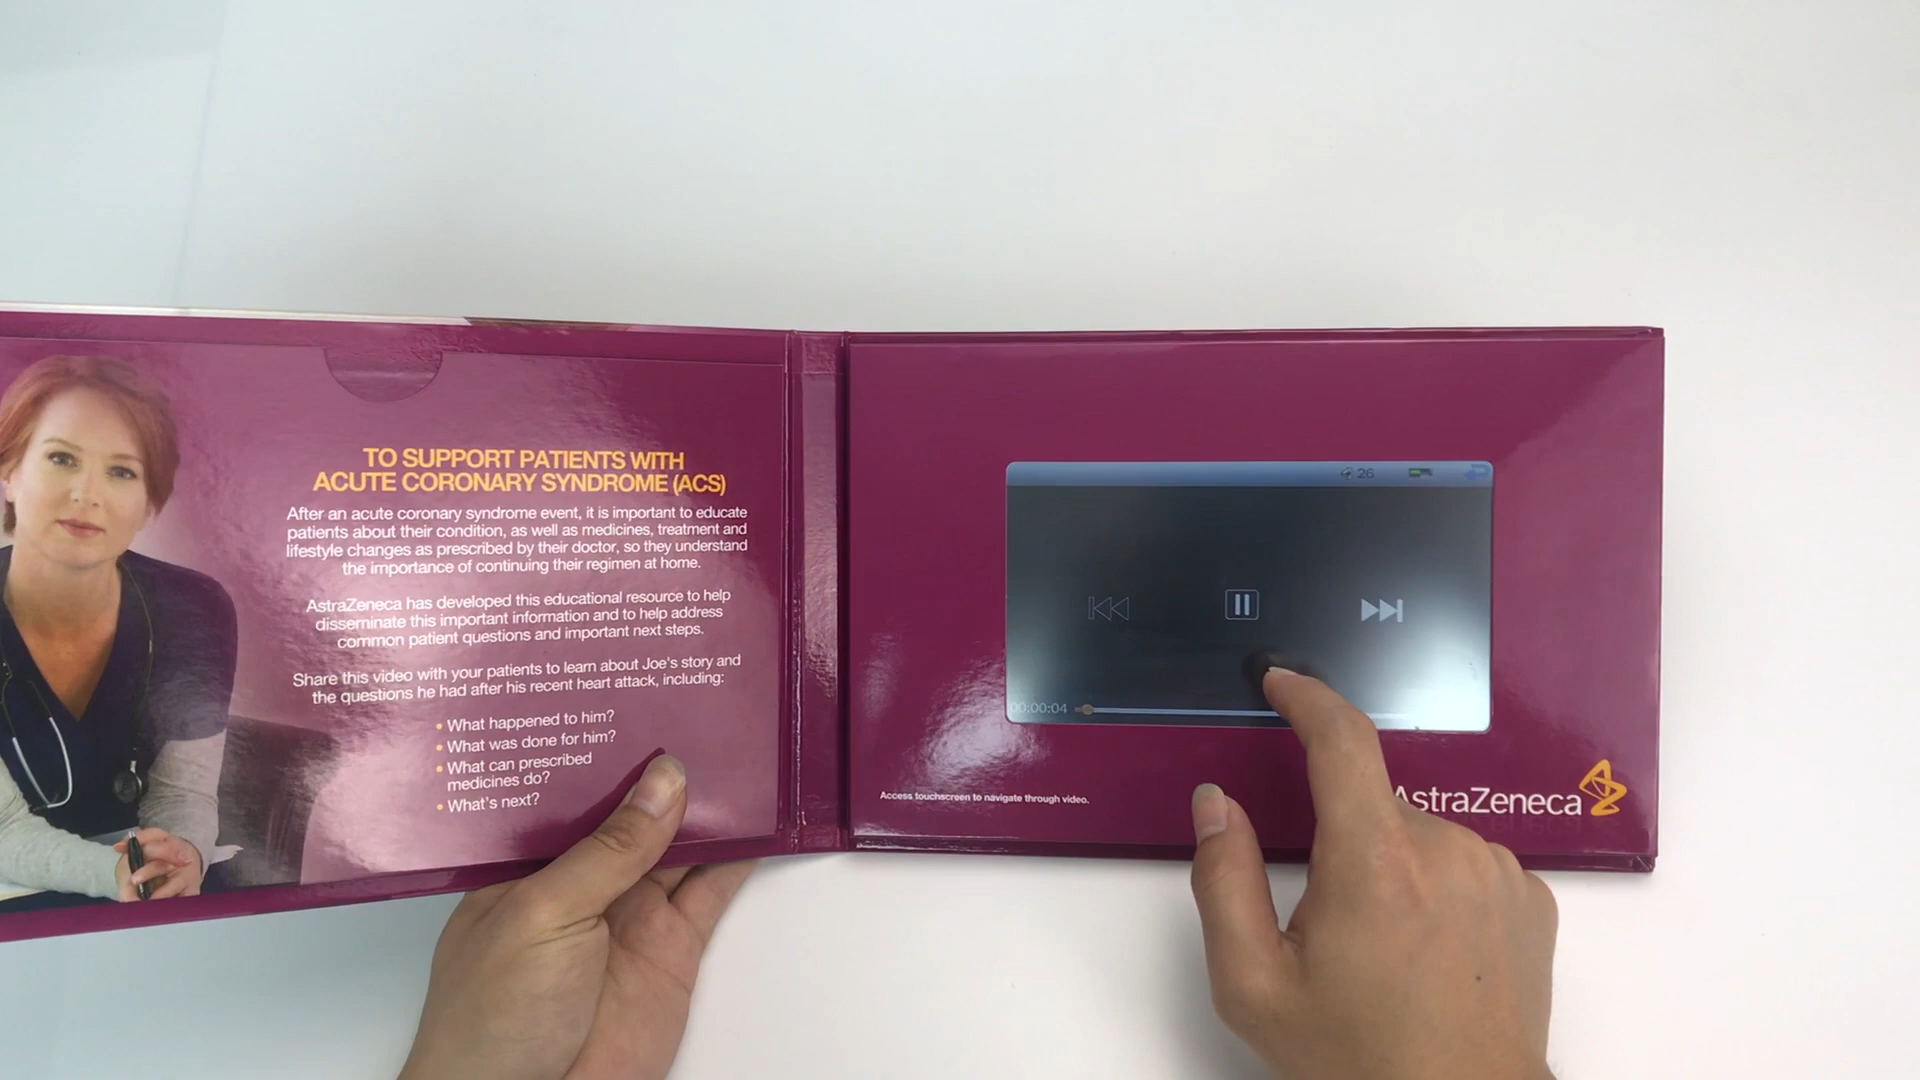 TO SUPPORT PATIENTS WITH
ACUTE CORONARY SYNDROME (ACS)
After an acute coronary syndrome event, it is important to educate
patients about their condition, as well as medicines, treatment and
lifestyle changes as prescribed by their doctor, so they understand
the importance of continuing their regimen at home.
AstraZeneca has developed this educational resource to help
disseminate this important information and to help address
common patient questions and important next steps.
Share this video with your patients to learn about Joe's story and
the questions he had after his recent heart attack, including:
• What happened to him?
• What was done for him?
• What can prescribed
medicines do?
• What's next?
26
00:00:04
Access touchscreen to navigate through video.
AstraZeneca